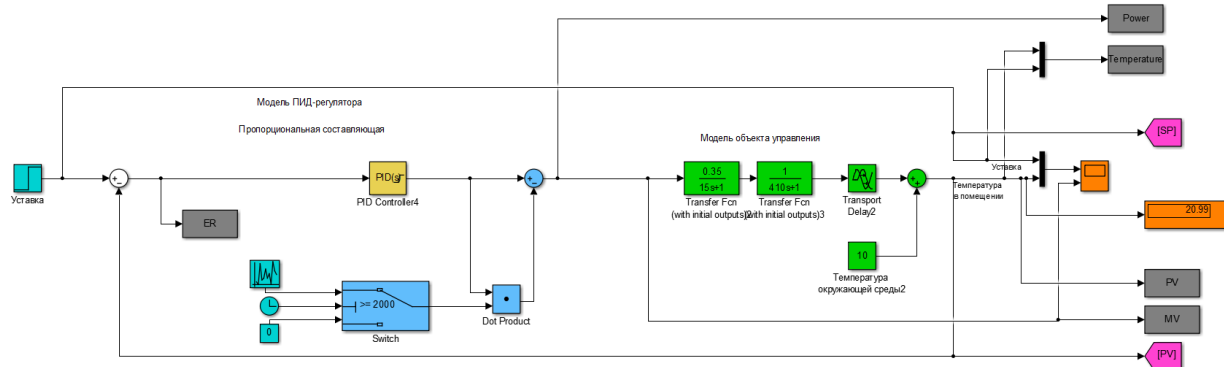 Power
Temperature
Модель ПИД-регулятора
Пропорциональная составляющая
Модель объекта управления
[SP]
Уставка
Уставка
PID(s)
PID Controller4
0.35
15s+1
1
410s+1
Transfer Fcn
(with initial outputs)2
Transfer Fcn
(with initial outputs)3
Transport
Delay2
Температура
в помещении
ER
20.99
10
Температура
окружающей среды2
>= 2000
0
Switch
Dot Product
PV
MV
[PV]